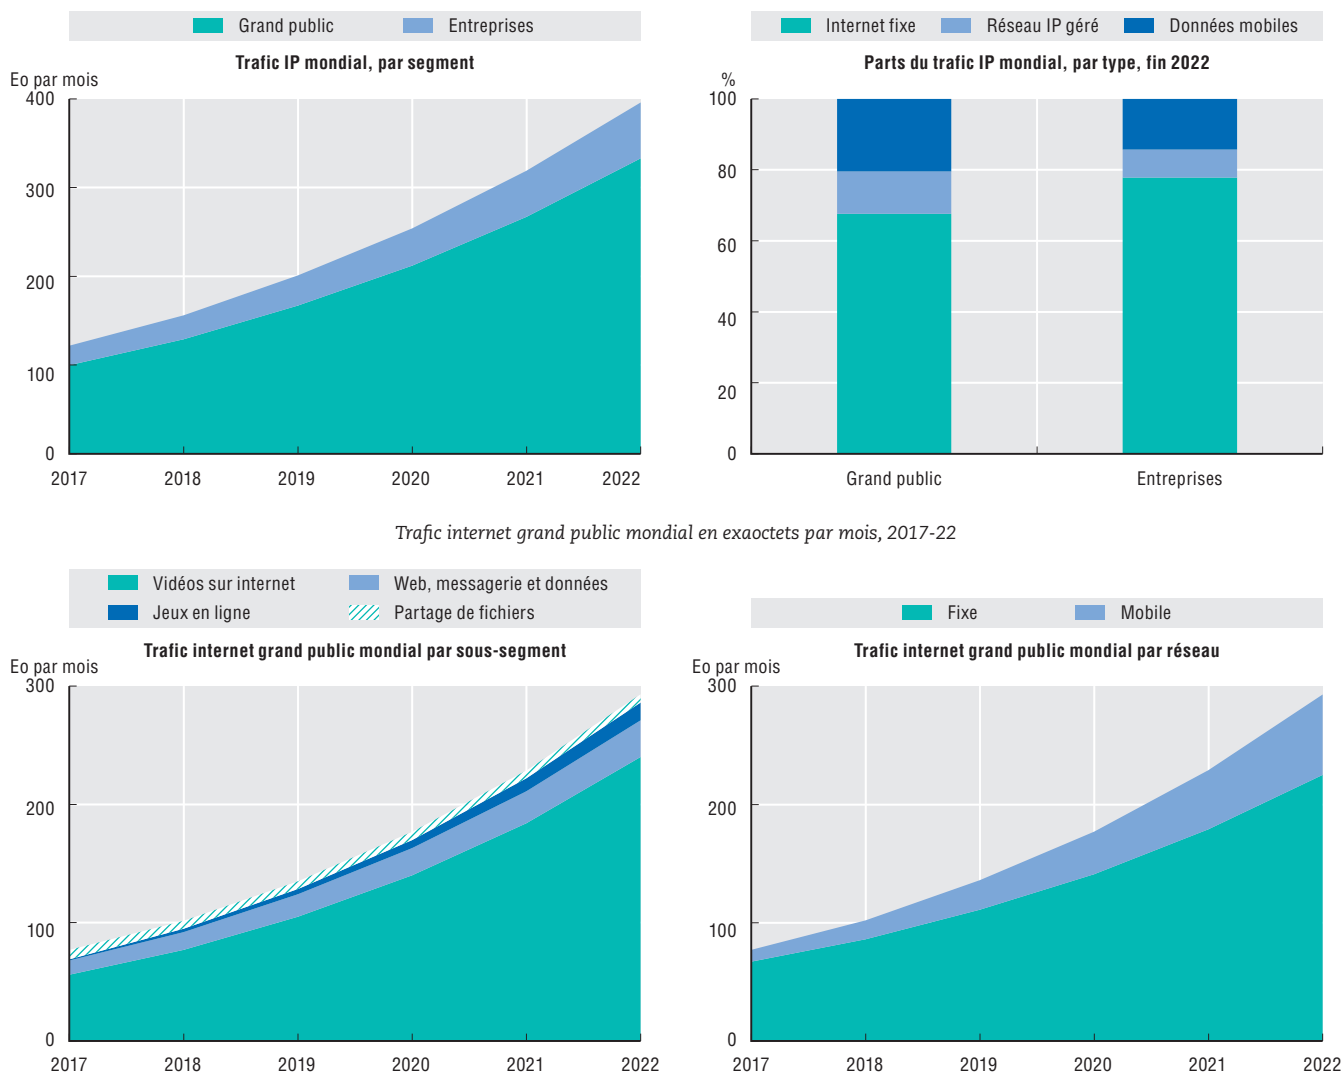 Grand public Entreprises
Trafic IP mondial, par segment
Eo par mois
400
300
200
100
0
2017 2018 2019 2020 2021 2022
Internet fixe Réseau IP géré Données mobiles
Parts du trafic IP mondial, par type, fin 2022
%
100
80
60
40
20
0
Grand public Entreprises
Trafic internet grand public mondial en exaoctets par mois, 2017-22
Vidéos sur internet Web, messagerie et données
Jeux en ligne Partage de fichiers
Trafic internet grand public mondial par sous-segment
Eo par mois
300
200
100
0
2017 2018 2019 2020 2021 2022
Fixe Mobile
Trafic internet grand public mondial par réseau
Eo par mois
300
200
100
0
2017 2018 2019 2020 2021 2022